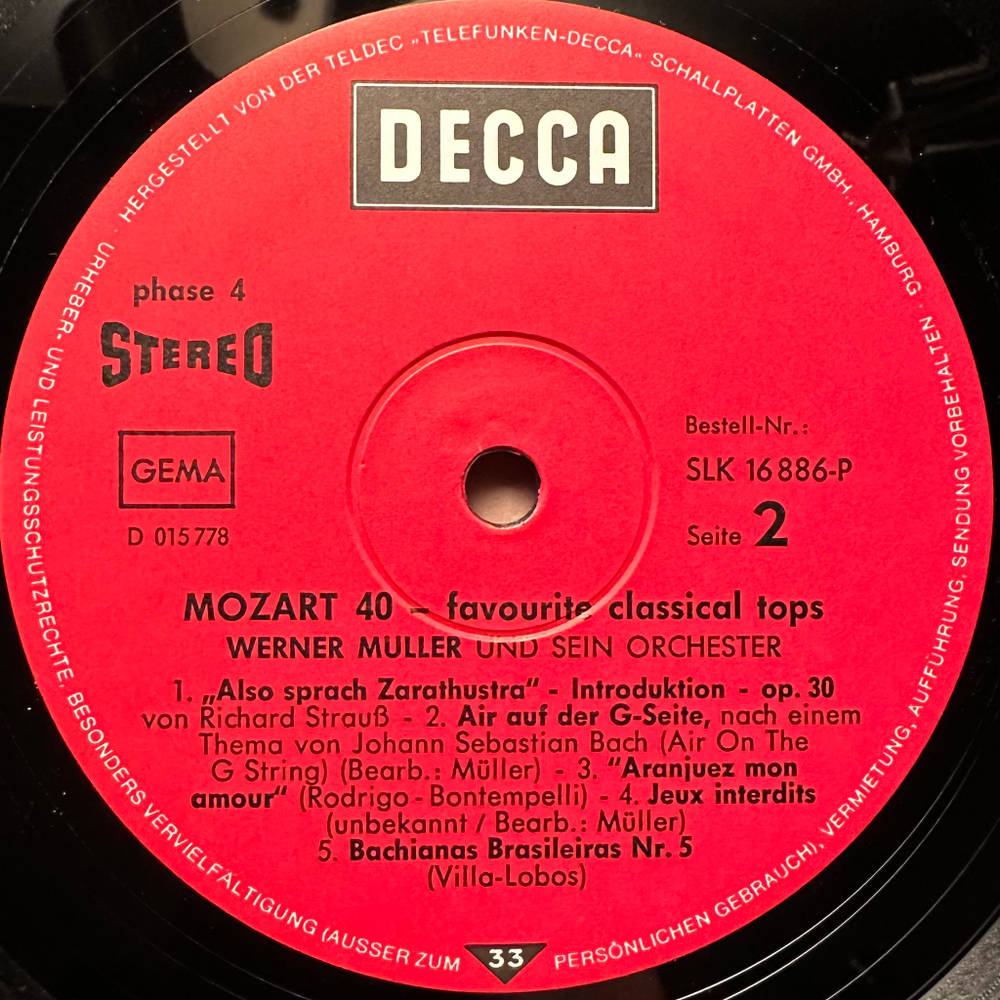 HERGESTELLT VON DER TELDEC „TELEFUNKEN-DECCA“ SCHALLPLATTEN GMBH., HAMBURG ·
URHEBER- UND LEISTUNGSSCHUTZRECHTE, BESONDERS VERVIELFÄLTIGUNG (AUSSER ZUM PERSÖNLICHEN GEBRAUCH), VERMIETUNG, AUFFÜHRUNG, SENDUNG VORBEHALTEN ·
DECCA
phase 4
STEREO
GEMA
D 015778
Bestell-Nr.:
SLK 16 886-P
Seite 2
MOZART 40 – favourite classical tops
WERNER MÜLLER UND SEIN ORCHESTER
1. „Also sprach Zarathustra“ - Introduktion - op. 30
von Richard Strauß - 2. Air auf der G-Seite, nach einem
Thema von Johann Sebastian Bach (Air On The
G String) (Bearb.: Müller) - 3. “Aranjuez mon
amour“ (Rodrigo - Bontempelli) - 4. Jeux interdits
(unbekannt / Bearb.: Müller)
5. Bachianas Brasileiras Nr. 5
(Villa-Lobos)
33